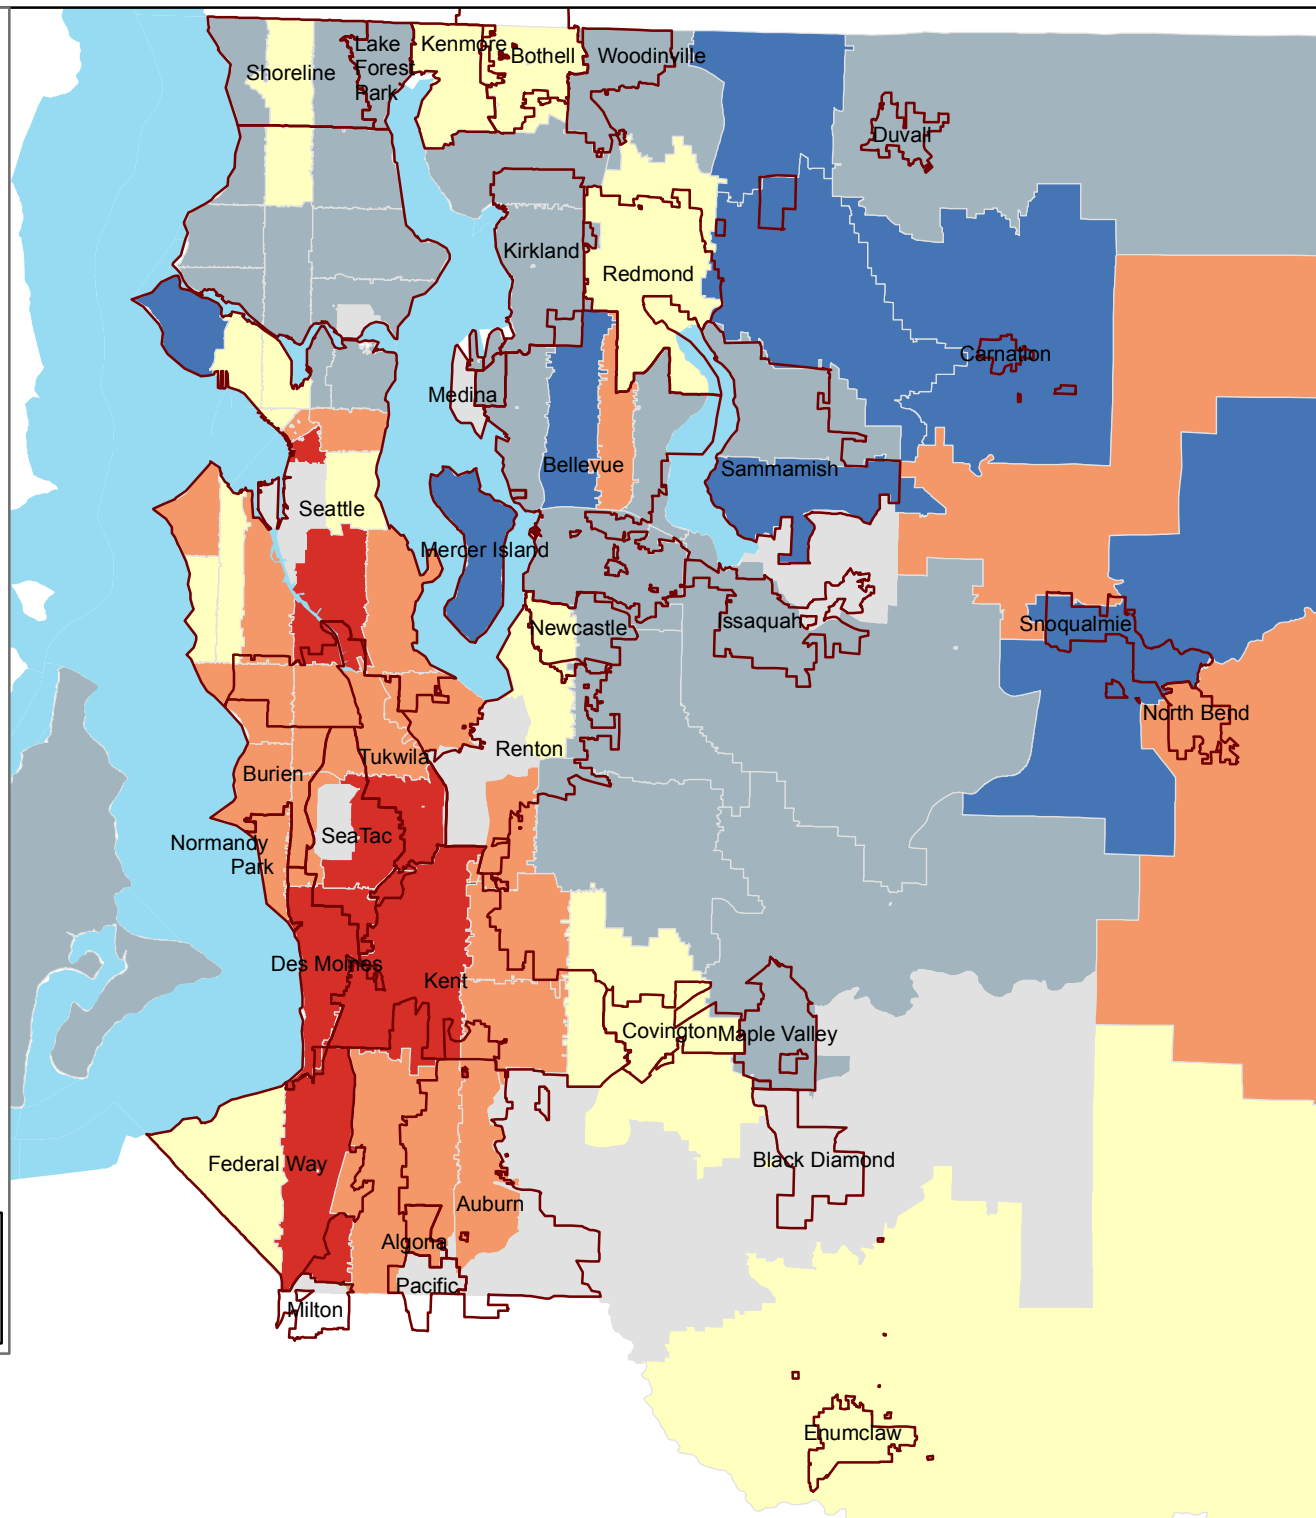 Lake
Forest
Park
Kenmore
Bothell
Woodinville
Shoreline
Duvall
Kirkland
Redmond
Carnation
Medina
Bellevue
Sammamish
Seattle
Mercer Island
Newcastle
Issaquah
Snoqualmie
North Bend
Renton
Tukwila
Burien
SeaTac
Normandy
Park
Des Moines
Kent
Covington
Maple Valley
Federal Way
Black Diamond
Auburn
Algona
Pacific
Milton
Enumclaw